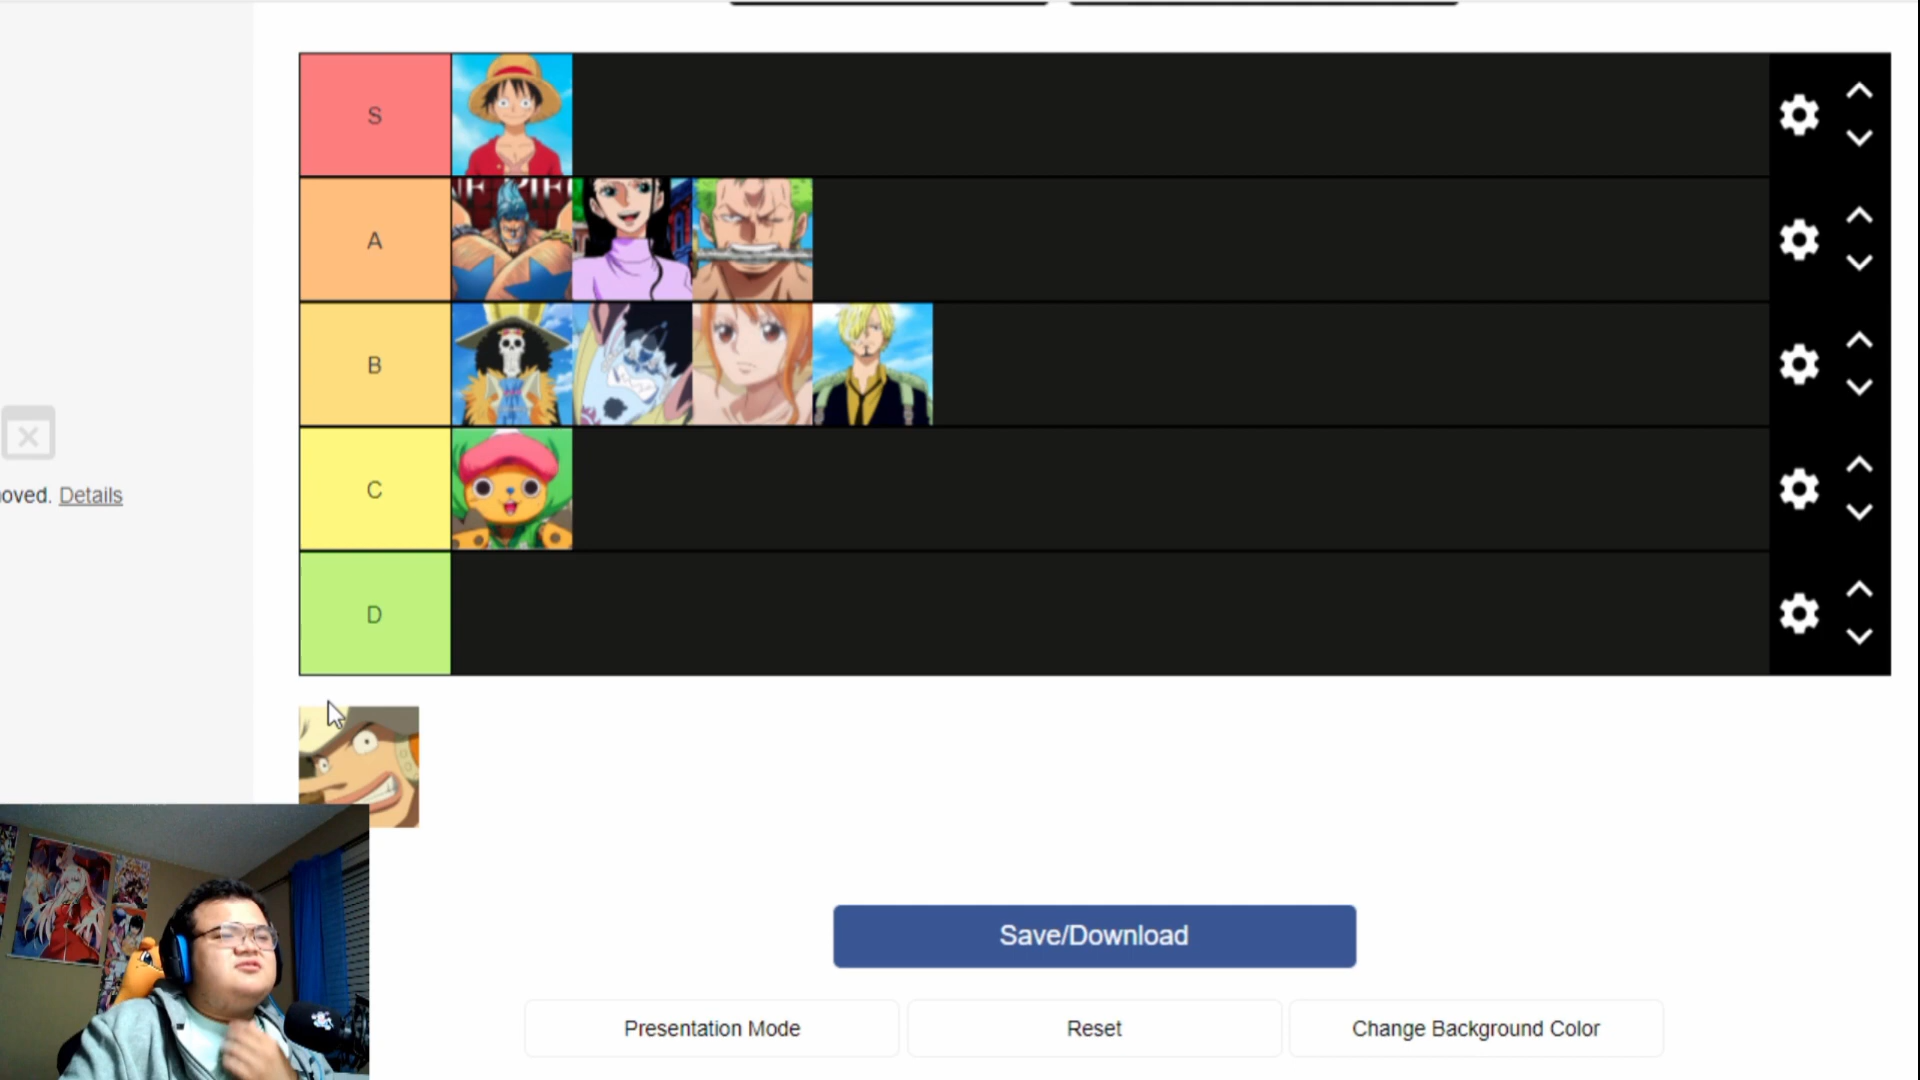 S
A
B
C
D
oved. Details
Save/Download
Presentation Mode
Reset
Change Background Color